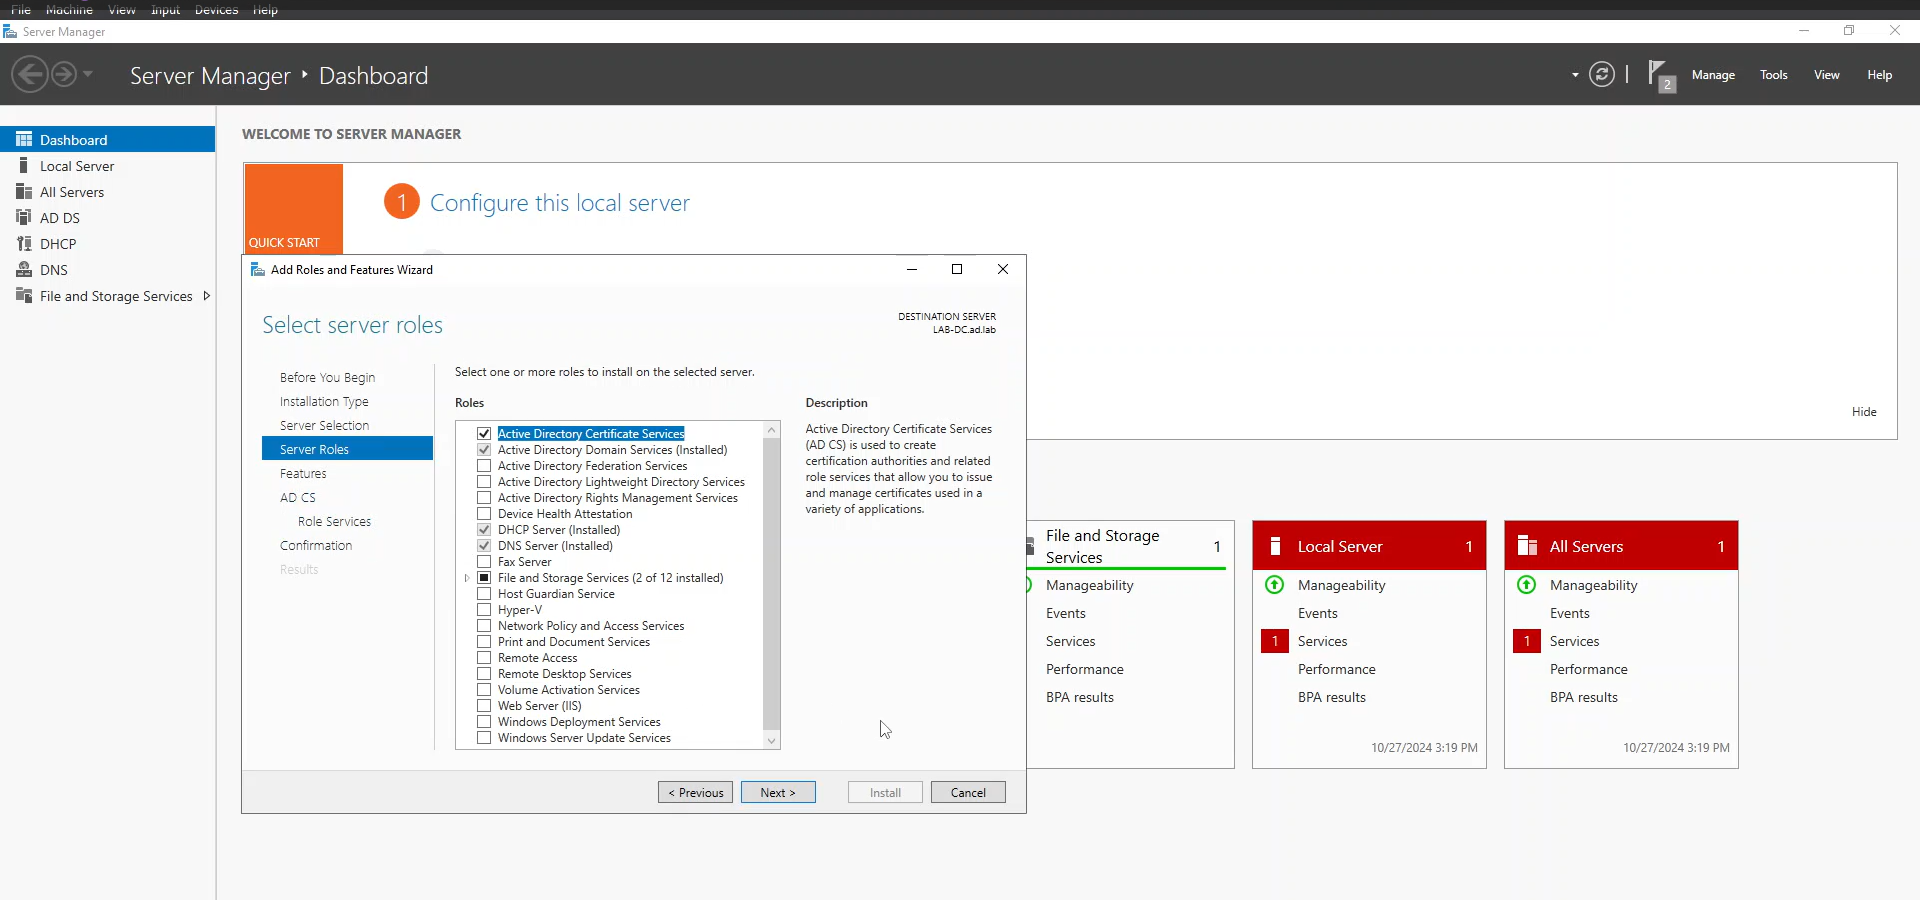 File Machine View Input Devices Help
Server Manager
Server Manager Dashboard
2
Manage Tools View Help
Dashboard
Local Server
All Servers
AD DS
DHCP
DNS
File and Storage Services
WELCOME TO SERVER MANAGER
QUICK START
1 Configure this local server
Hide
Add Roles and Features Wizard
Select server roles
DESTINATION SERVER
LAB-DC.ad.lab
Before You Begin
Installation Type
Server Selection
Server Roles
Features
AD CS
Role Services
Confirmation
Results
Select one or more roles to install on the selected server.
Roles
Active Directory Certificate Services
Active Directory Domain Services (Installed)
Active Directory Federation Services
Active Directory Lightweight Directory Services
Active Directory Rights Management Services
Device Health Attestation
DHCP Server (Installed)
DNS Server (Installed)
Fax Server
File and Storage Services (2 of 12 installed)
Host Guardian Service
Hyper-V
Network Policy and Access Services
Print and Document Services
Remote Access
Remote Desktop Services
Volume Activation Services
Web Server (IIS)
Windows Deployment Services
Windows Server Update Services
Description
Active Directory Certificate Services
(AD CS) is used to create
certification authorities and related
role services that allow you to issue
and manage certificates used in a
variety of applications.
< Previous
Next >
Install
Cancel
File and Storage
Services
1
Manageability
Events
Services
Performance
BPA results
Local Server 1
Manageability
Events
1 Services
Performance
BPA results
10/27/2024 3:19 PM
All Servers 1
Manageability
Events
1 Services
Performance
BPA results
10/27/2024 3:19 PM